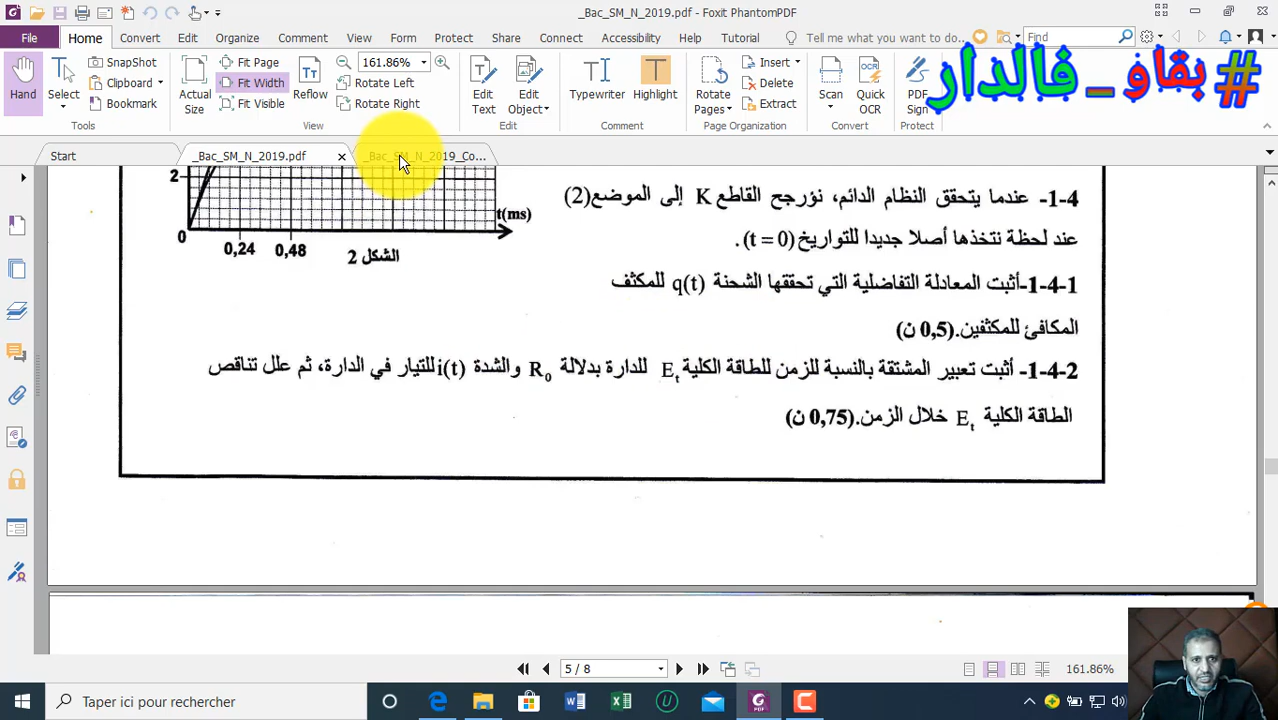 _Bac_SM_N_2019.pdf - Foxit PhantomPDF
File Home Convert Edit Organize Comment View Form Protect Share Connect Accessibility Help Tutorial Tell me what you want to do... Find
Hand
Select
SnapShot
Clipboard
Bookmark
Tools
Actual Size
Fit Page
Fit Width
Fit Visible
161.86%
Rotate Left
Rotate Right
View
Edit Text
Edit Object
Edit
Typewriter
Highlight
Comment
Rotate Pages
Insert
Delete
Extract
Page Organization
Scan
Quick OCR
Convert
PDF Sign
Protect
#بقاو_فالدار
Start
_Bac_SM_N_2019.pdf
_Bac_SM_N_2019_Co...
2
0
0,24
0,48
t(ms)
الشكل 2
1-4- عندما يتحقق النظام الدائم، نؤرجح القاطع K إلى الموضع(2)
عند لحظة نتخذها أصلا جديدا للتواريخ (t = 0).
1-4-1-أثبت المعادلة التفاضلية التي تحققها الشحنة q(t) للمكثف
المكافئ للمكثفين.(0,5 ن)
1-4-2- أثبت تعبير المشتقة بالنسبة للزمن للطاقة الكلية Et للدارة بدلالة R0 والشدة i(t) للتيار في الدارة، ثم علل تناقص
الطاقة الكلية Et خلال الزمن.(0,75 ن)
5 / 8
161.86%
Taper ici pour rechercher